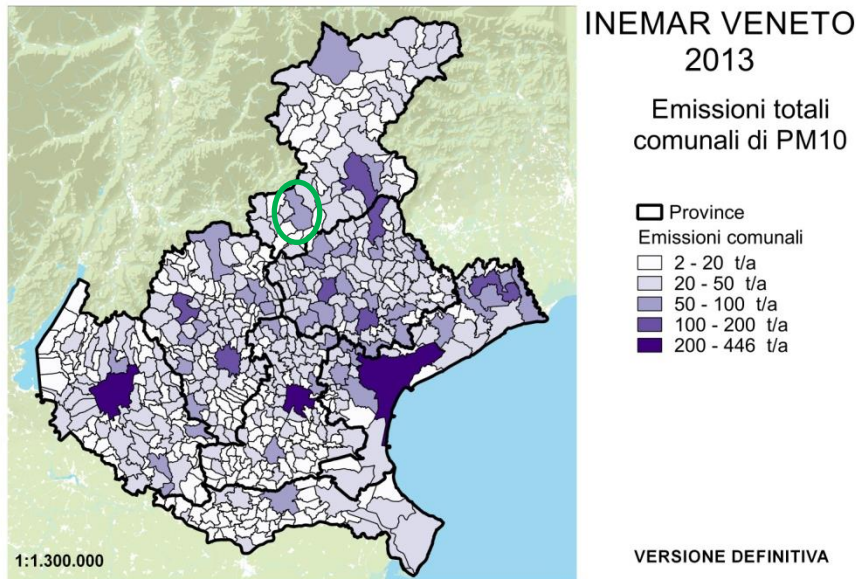 INEMAR VENETO
2013
Emissioni totali
comunali di PM10
Province
Emissioni comunali
2 - 20 t/a
20 - 50 t/a
50 - 100 t/a
100 - 200 t/a
200 - 446 t/a
1:1.300.000
VERSIONE DEFINITIVA